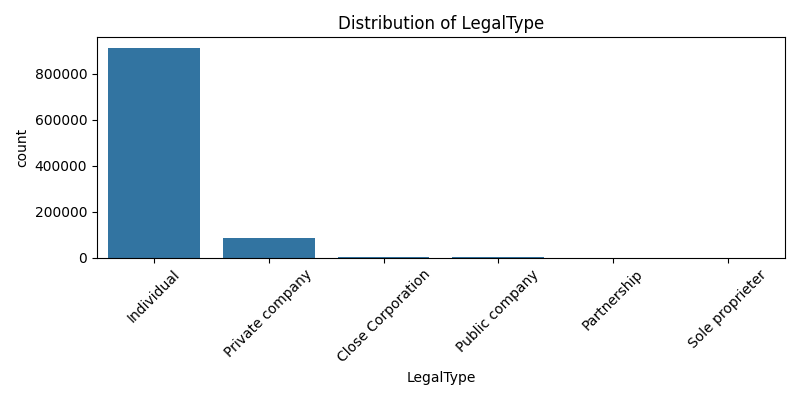 Distribution of LegalType
800000
600000
400000
200000
0
count
Individual
Private company
Close Corporation
Public company
Partnership
Sole proprieter
LegalType